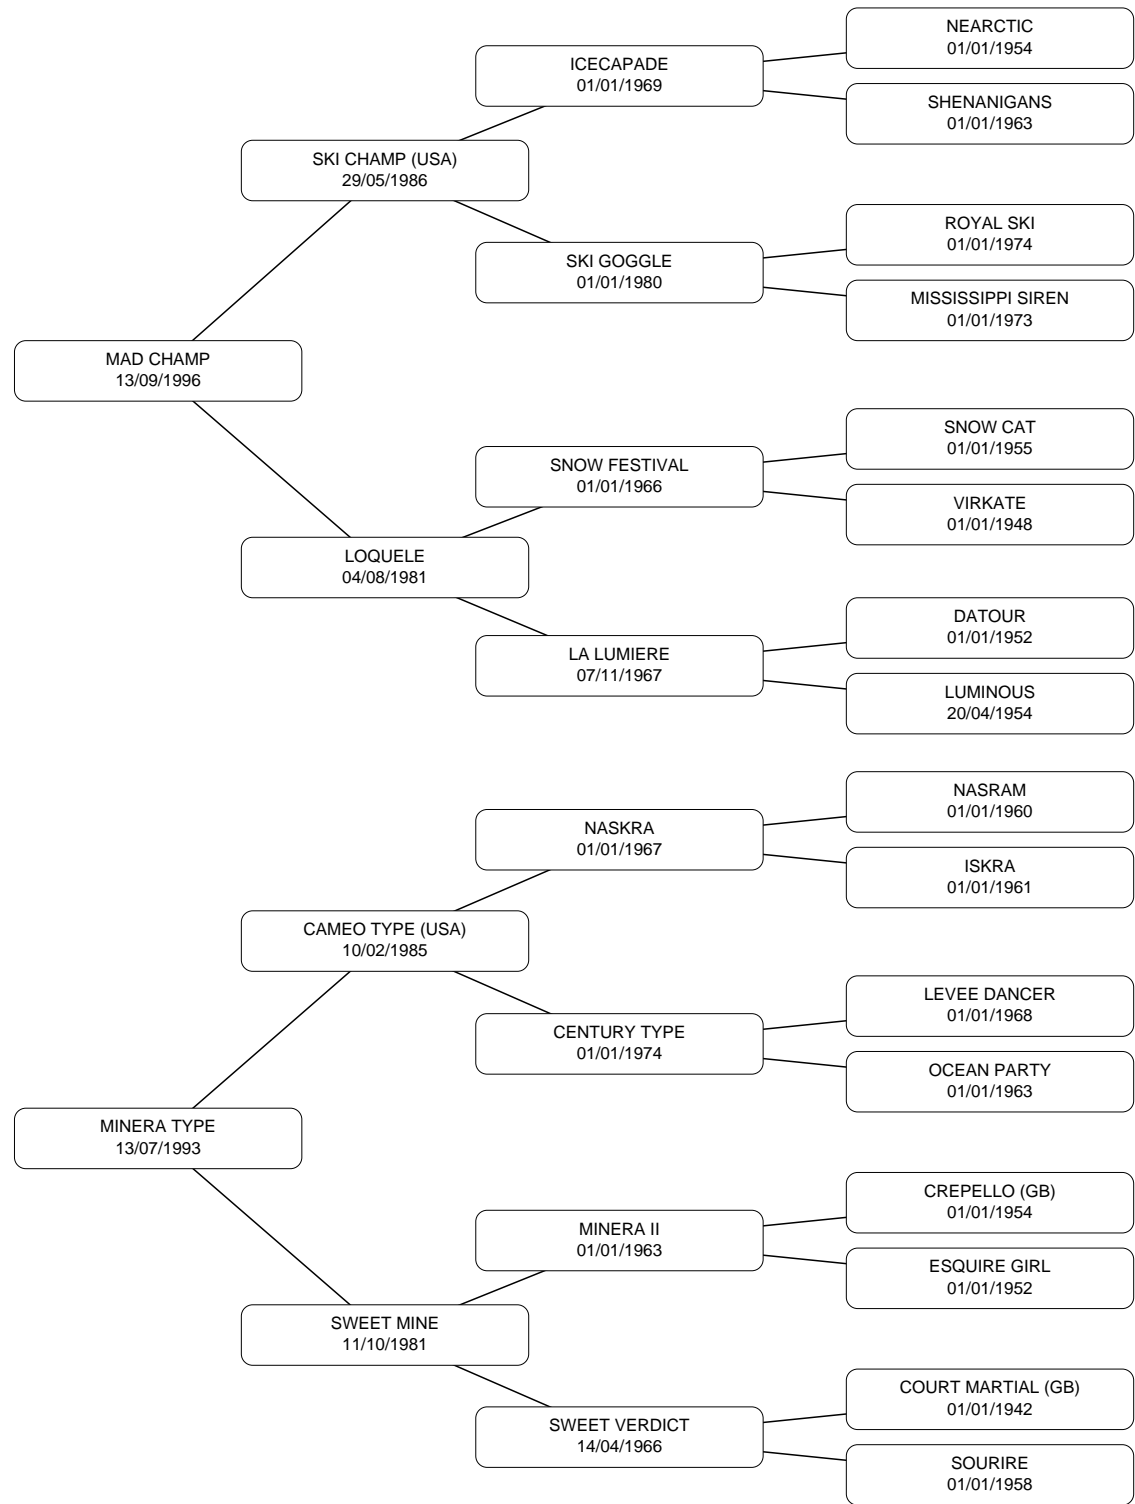 NEARCTIC
01/01/1954
ICECAPADE
01/01/1969
SHENANIGANS
01/01/1963
SKI CHAMP (USA)
29/05/1986
ROYAL SKI
01/01/1974
SKI GOGGLE
01/01/1980
MISSISSIPPI SIREN
01/01/1973
MAD CHAMP
13/09/1996
SNOW CAT
01/01/1955
SNOW FESTIVAL
01/01/1966
VIRKATE
01/01/1948
LOQUELE
04/08/1981
DATOUR
01/01/1952
LA LUMIERE
07/11/1967
LUMINOUS
20/04/1954
NASRAM
01/01/1960
NASKRA
01/01/1967
ISKRA
01/01/1961
CAMEO TYPE (USA)
10/02/1985
LEVEE DANCER
01/01/1968
CENTURY TYPE
01/01/1974
OCEAN PARTY
01/01/1963
MINERA TYPE
13/07/1993
CREPELLO (GB)
01/01/1954
MINERA II
01/01/1963
ESQUIRE GIRL
01/01/1952
SWEET MINE
11/10/1981
COURT MARTIAL (GB)
01/01/1942
SWEET VERDICT
14/04/1966
SOURIRE
01/01/1958